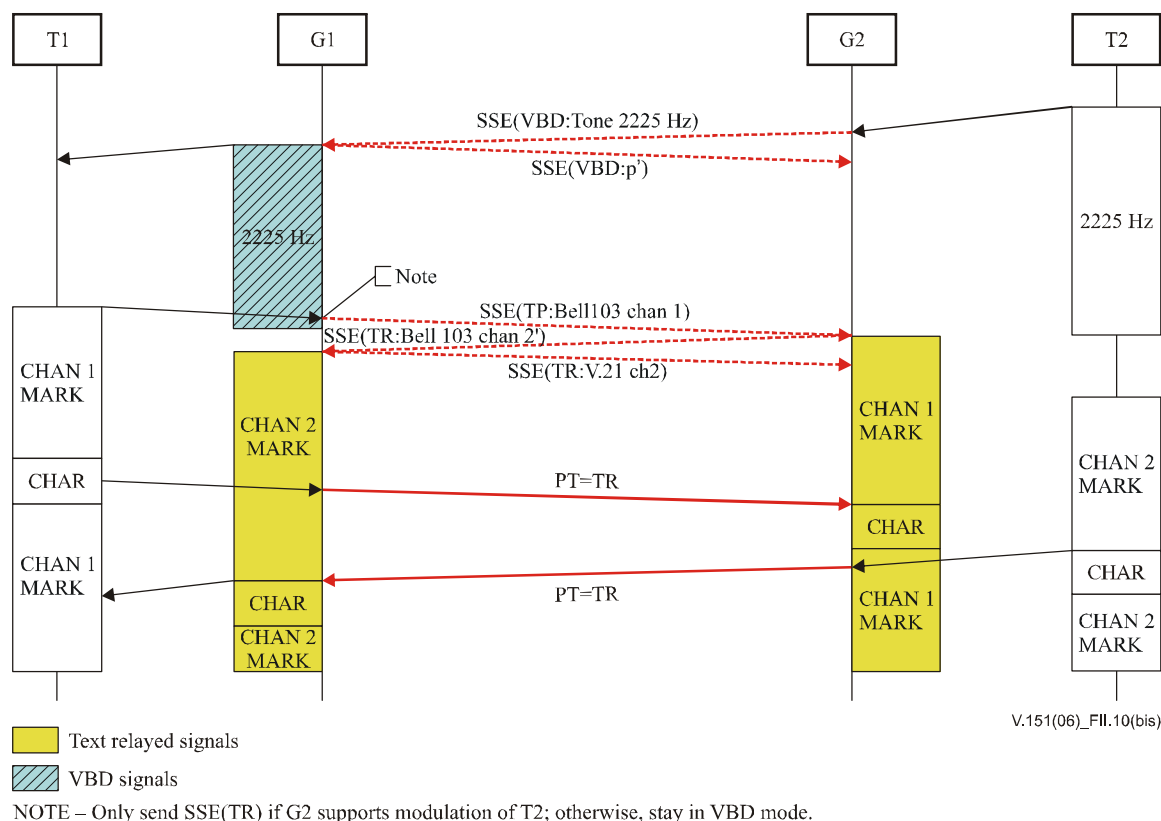 T1
G1
G2
T2
SSE(VBD:Tone 2225 Hz)
SSE(VBD:p')
2225 Hz
2225 Hz
Note
SSE(TP:Bell103 chan 1)
SSE(TR:Bell 103 chan 2')
SSE(TR:V.21 ch2)
CHAN 1
MARK
CHAN 2
MARK
CHAN 1
MARK
CHAN 2
MARK
CHAR
PT=TR
CHAR
CHAN 1
MARK
PT=TR
CHAR
CHAN 1
MARK
CHAR
CHAN 2
MARK
CHAN 2
MARK
V.151(06)_FII.10(bis)
Text relayed signals
VBD signals
NOTE – Only send SSE(TR) if G2 supports modulation of T2; otherwise, stay in VBD mode.